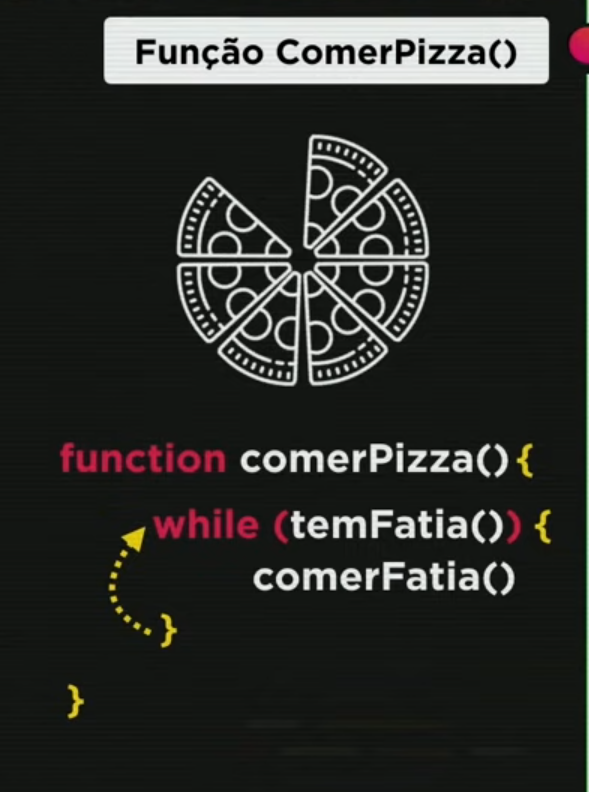 Função ComerPizza()
function comerPizza() {
while (temFatia()) {
comerFatia()
}
}